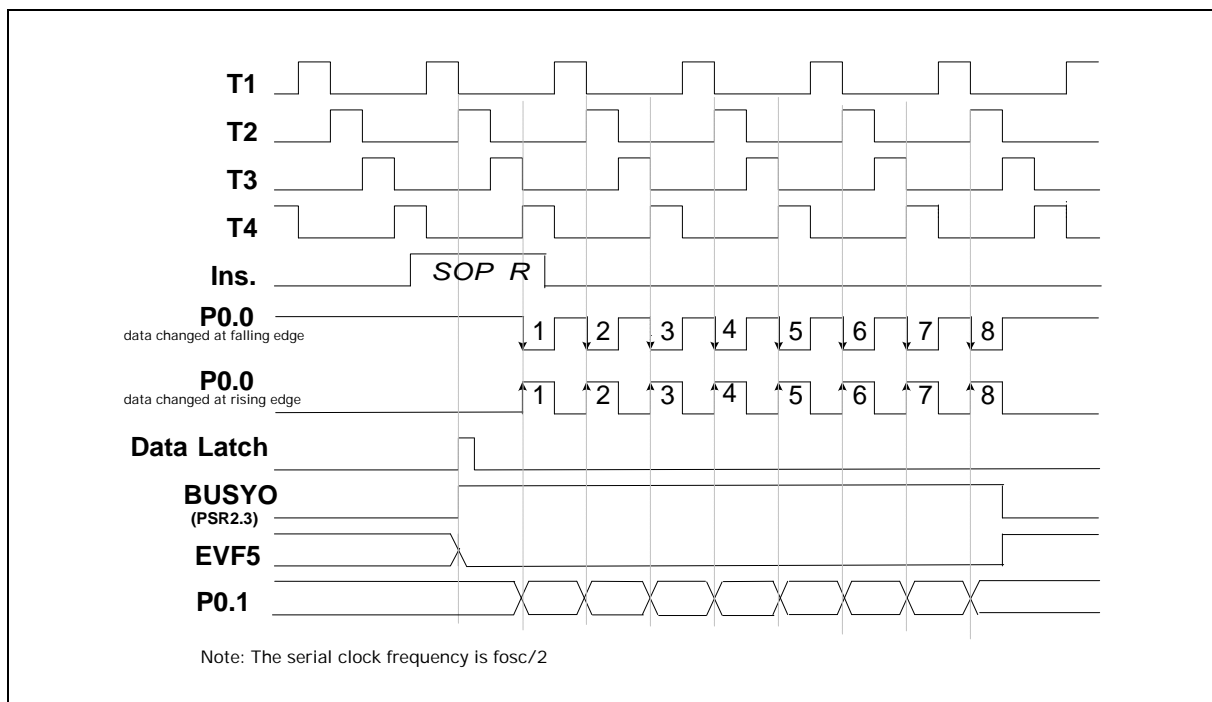 T1
T2
T3
T4
Ins.
SOP R
P0.0
data changed at falling edge
1 2 3 4 5 6 7 8
P0.0
data changed at rising edge
1 2 3 4 5 6 7 8
Data Latch
BUSYO
(PSR2.3)
EVF5
P0.1
Note: The serial clock frequency is fosc/2